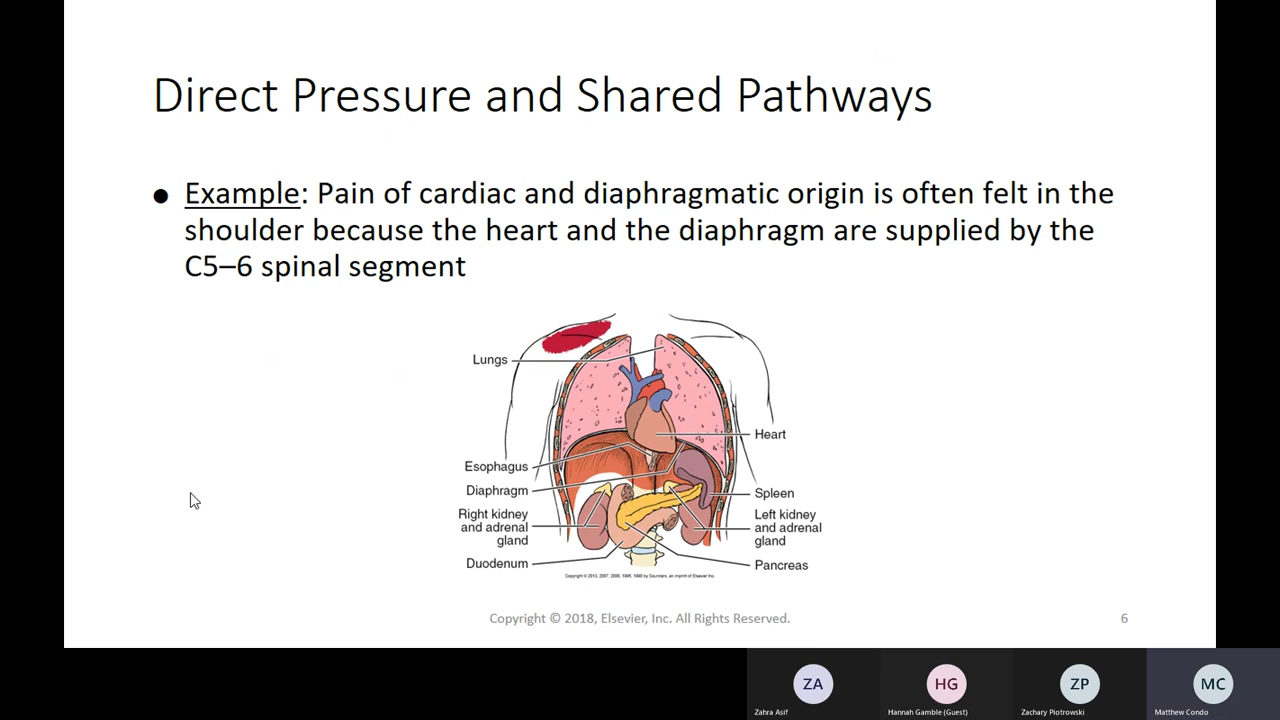 Direct Pressure and Shared Pathways
● Example: Pain of cardiac and diaphragmatic origin is often felt in the
shoulder because the heart and the diaphragm are supplied by the
C5–6 spinal segment
Lungs
Heart
Esophagus
Diaphragm
Spleen
Right kidney
and adrenal
gland
Left kidney
and adrenal
gland
Duodenum
Pancreas
Copyright © 2018, Elsevier, Inc. All Rights Reserved.
6
ZA
HG
ZP
MC
Zahra Asif
Hannah Gamble (Guest)
Zachary Piotrowski
Matthew Condo